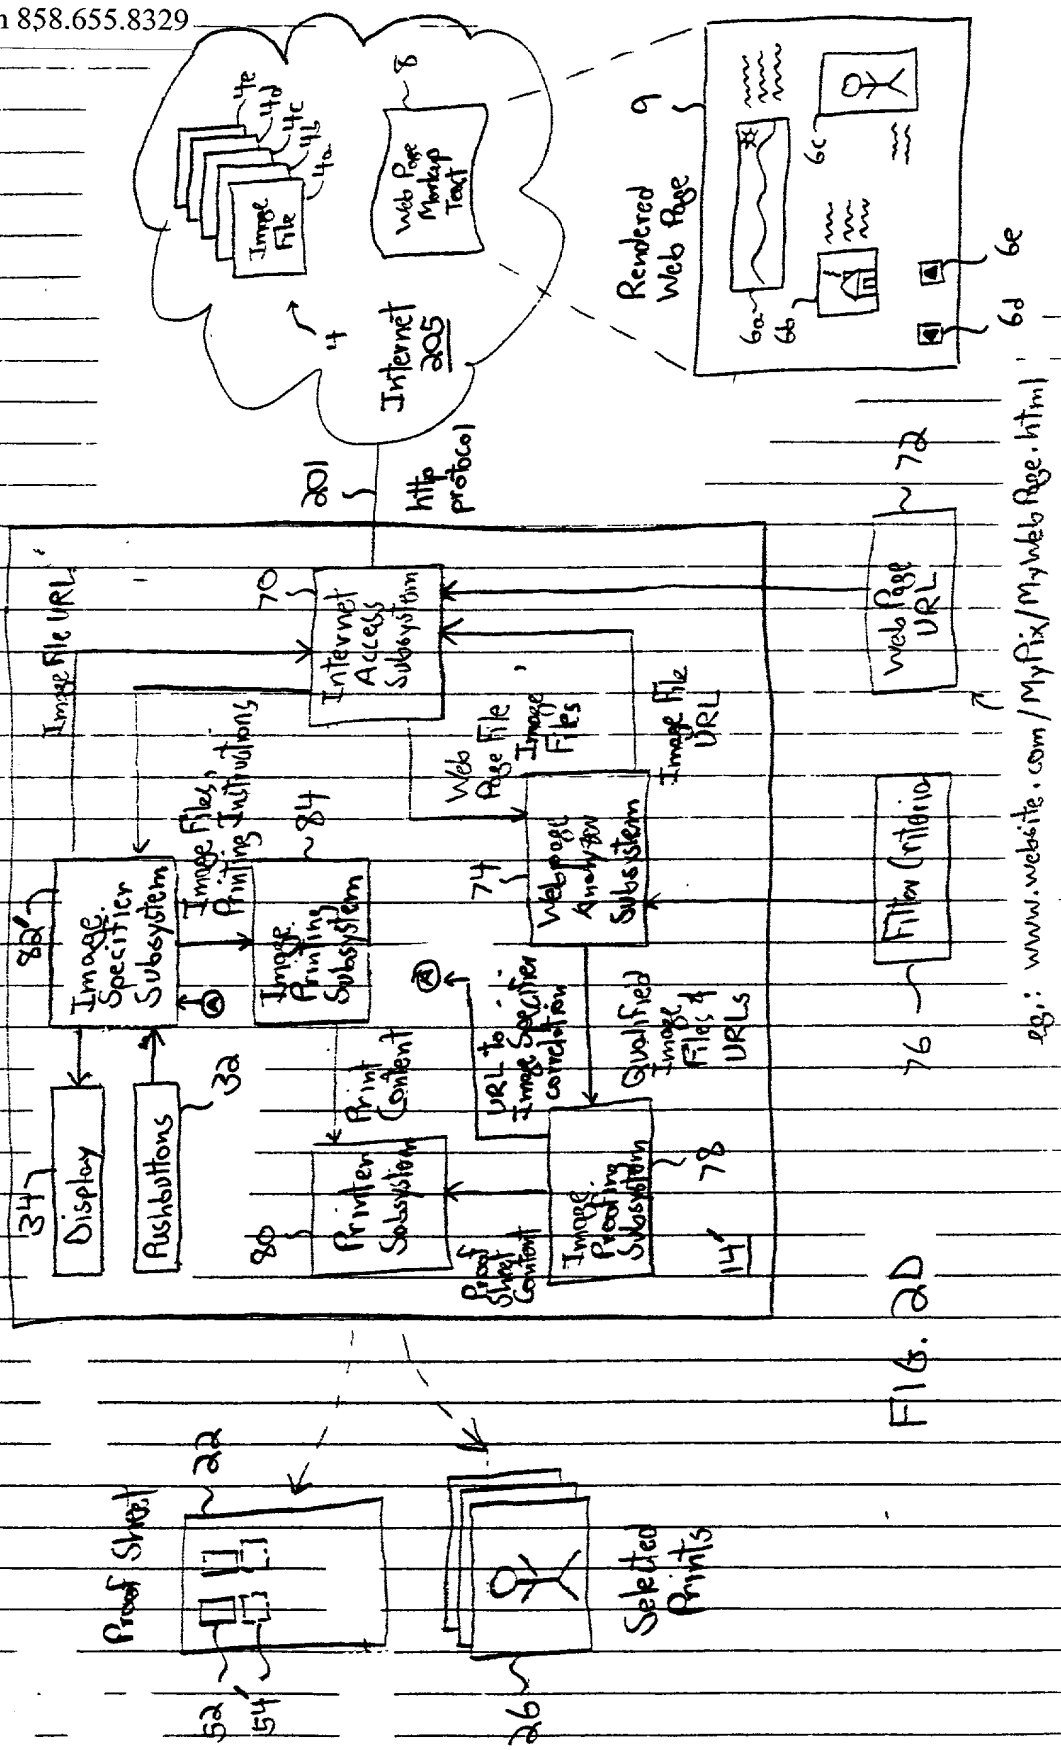 n 858.655.8329
Proof Sheet
22
52
54'
26
Selected
Prints
34
Display
Pushbuttons
32
82'
Image
Specifier
Subsystem
A
Image File URL
Image Files,
Printing Instructions
84
Image
Printing
Subsystem
Print
Content
80
Printer
Subsystem
Proof
Sheet
Content
A
URL to
Image Specifier
correlation
Image
Proofing
Subsystem
78
14'
Qualified
Image
Files &
URLs
74
Webpage
Analyzer
Subsystem
Web
Page File
Image
Files
Image File
URL
70
Internet
Access
Subsystem
201
http
protocol
Internet
205
4
Image
File
4a
4b
4c
4d
4e
8
Web Page
Markup
Text
Rendered
Web Page
9
6a
6b
6c
6d
6e
72
Web Page
URL
76
Filter Criteria
eg.: www.website.com/MyPix/MyWebPage.html
FIG. 2D